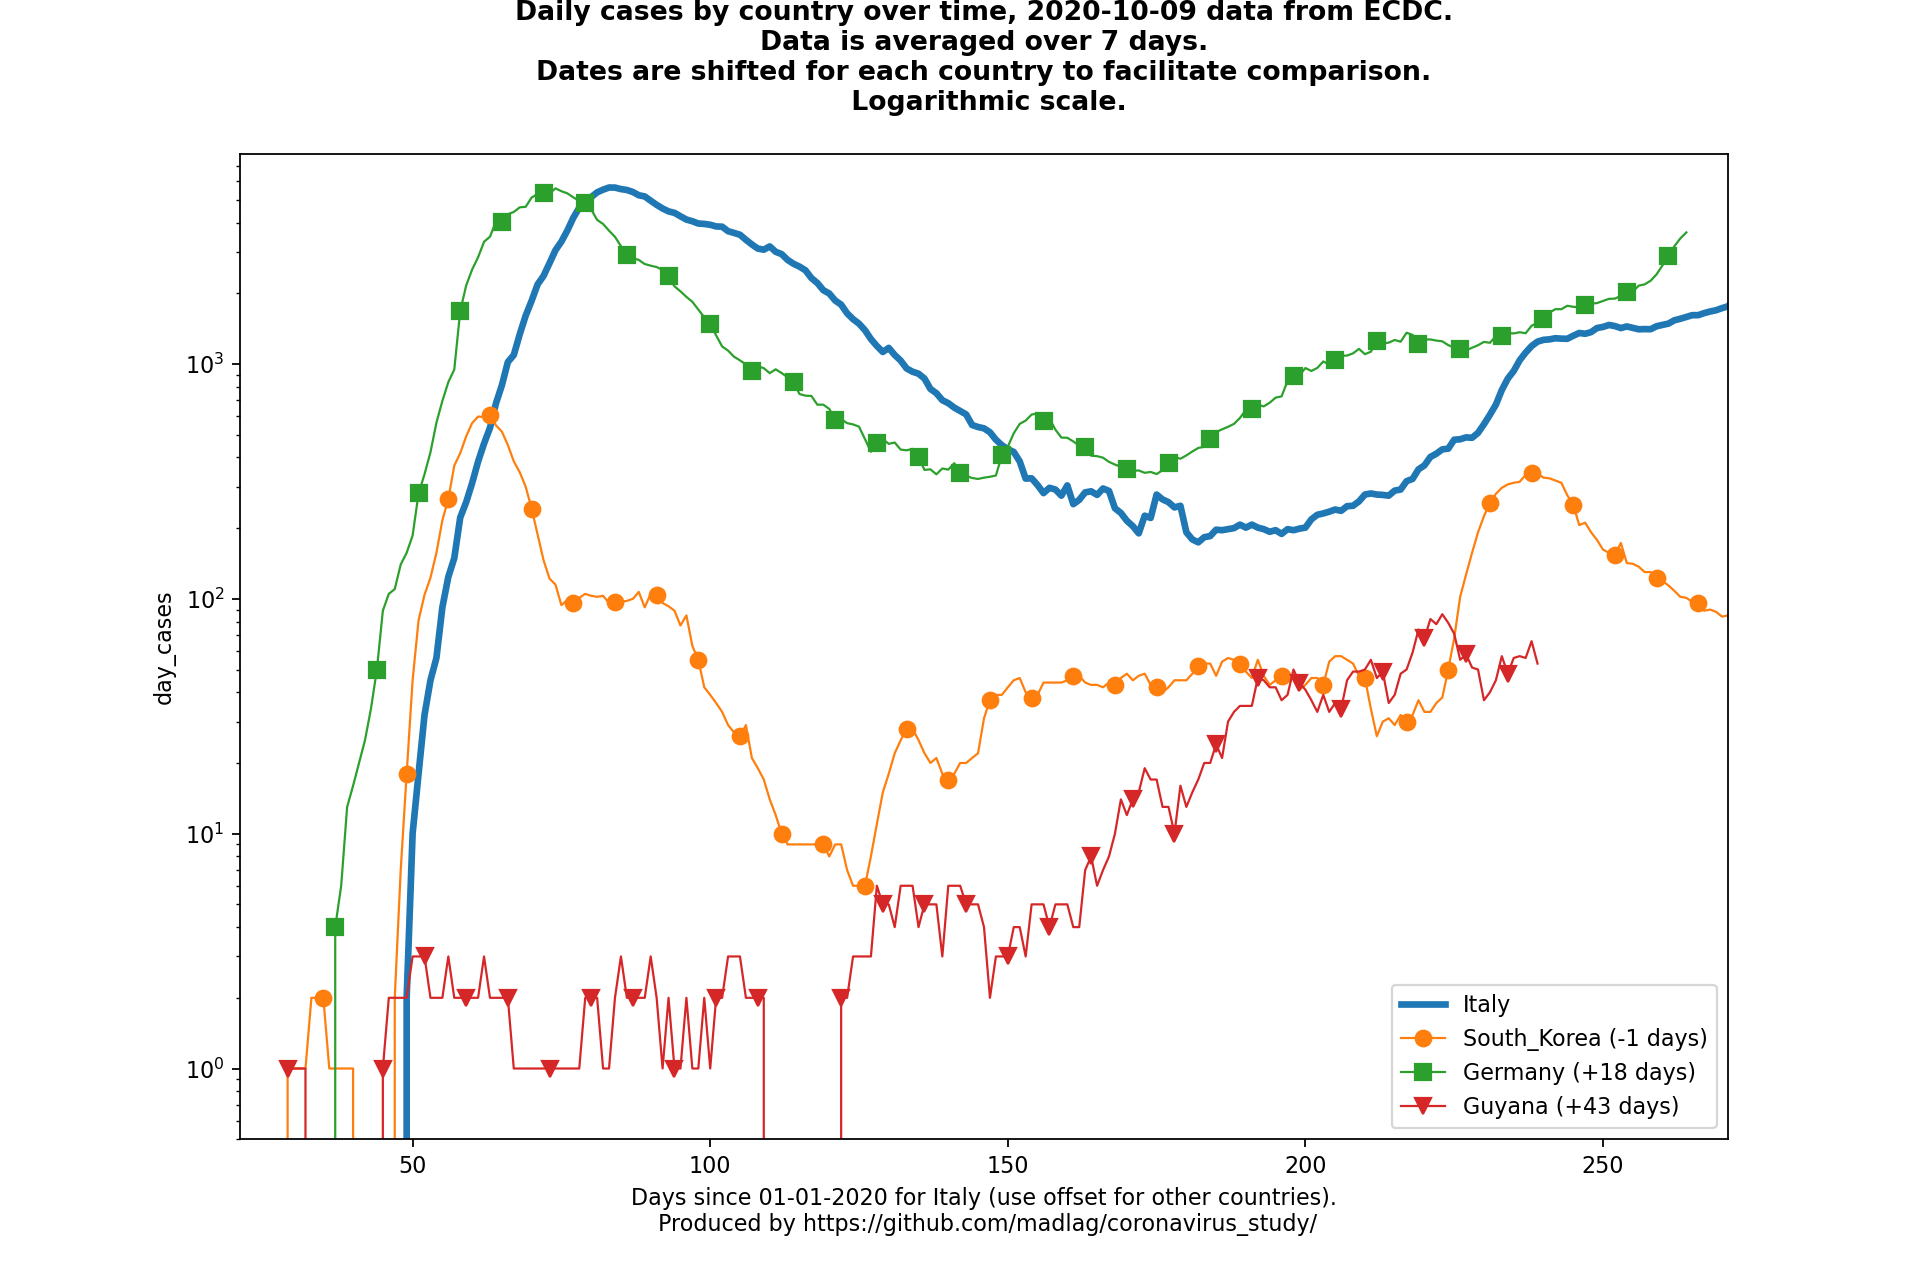 Daily cases by country over time, 2020-10-09 data from ECDC.
Data is averaged over 7 days.
Dates are shifted for each country to facilitate comparison.
Logarithmic scale.
day_cases
10^3
10^2
10^1
10^0
Italy
South_Korea (-1 days)
Germany (+18 days)
Guyana (+43 days)
50
100
150
200
250
Days since 01-01-2020 for Italy (use offset for other countries).
Produced by https://github.com/madlag/coronavirus_study/